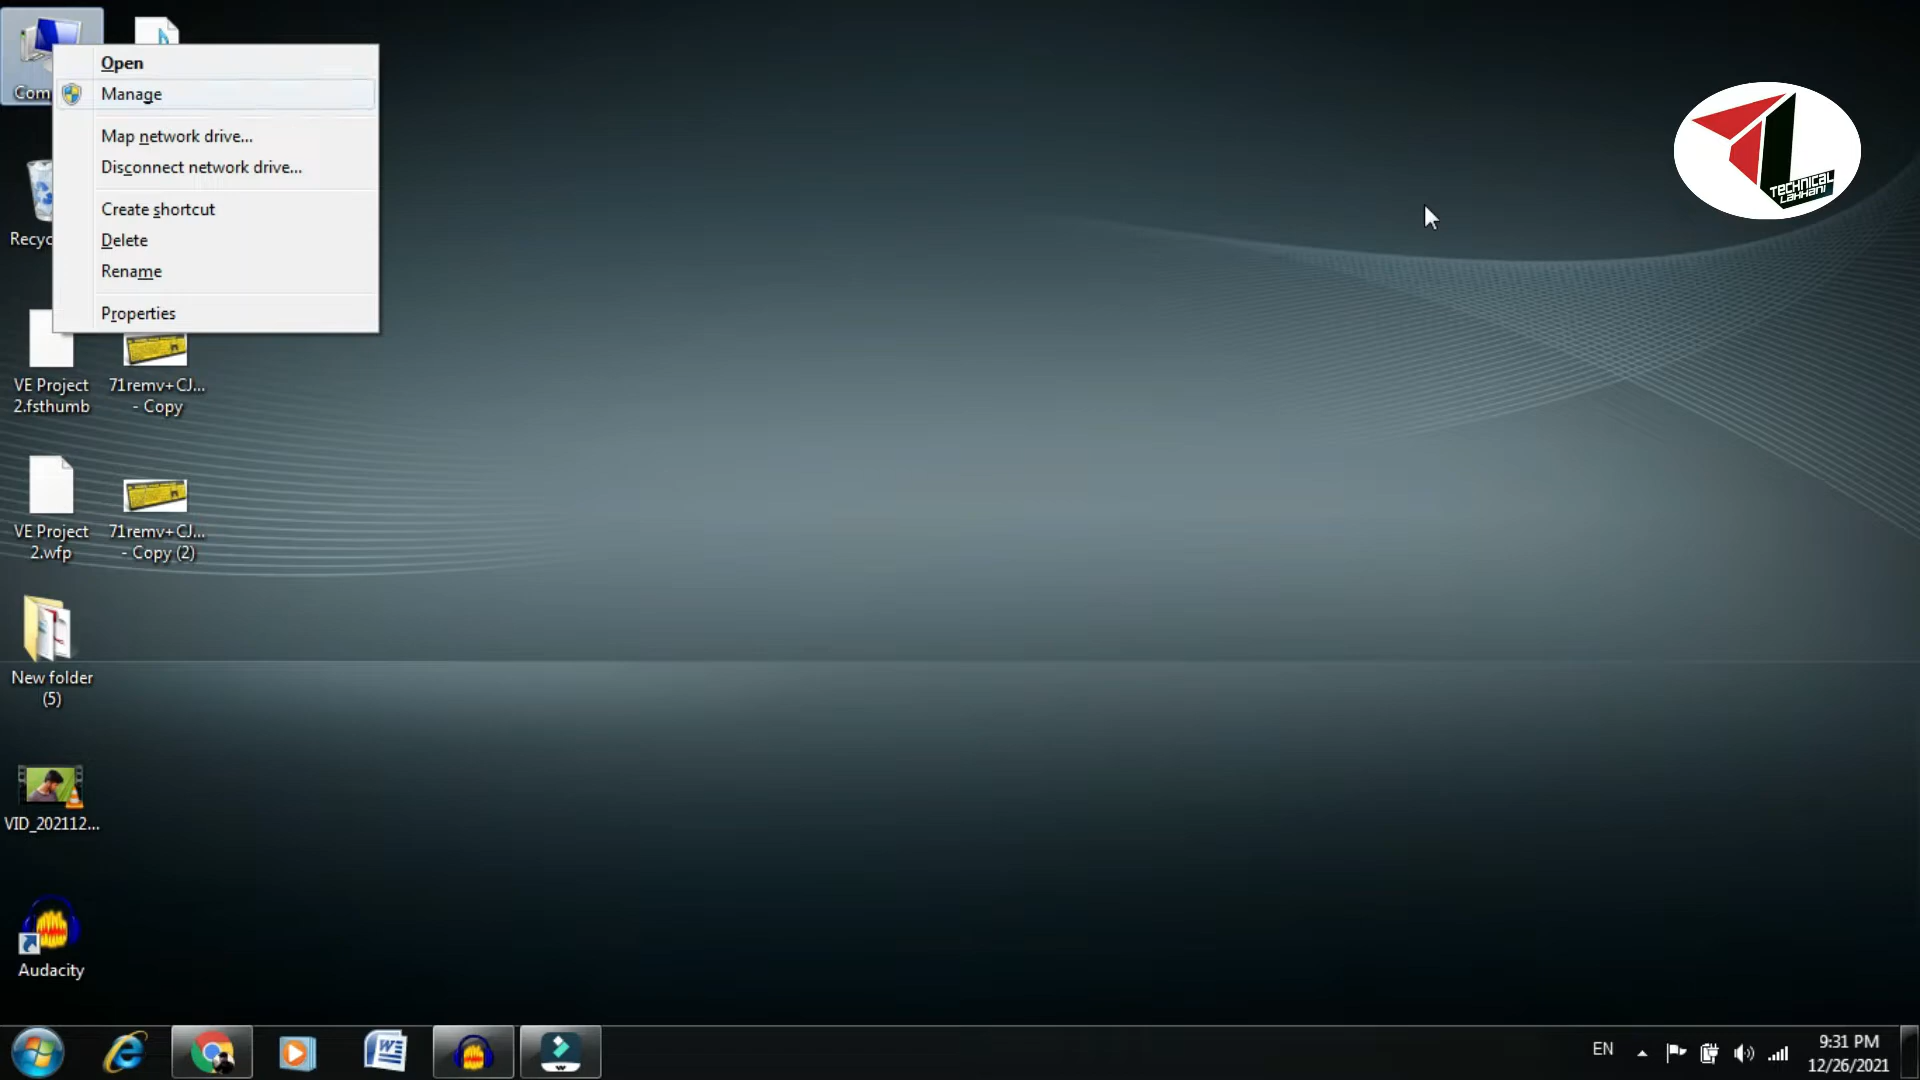 Com
Open
Manage
Map network drive...
Disconnect network drive...
Create shortcut
Delete
Rename
Properties
Recyc
VE Project
2.fsthumb
71remv+CJ...
- Copy
VE Project
2.wfp
71remv+CJ...
- Copy (2)
New folder
(5)
VID_202112...
Audacity
TECHNICAL
LAKHANI
EN
9:31 PM
12/26/2021